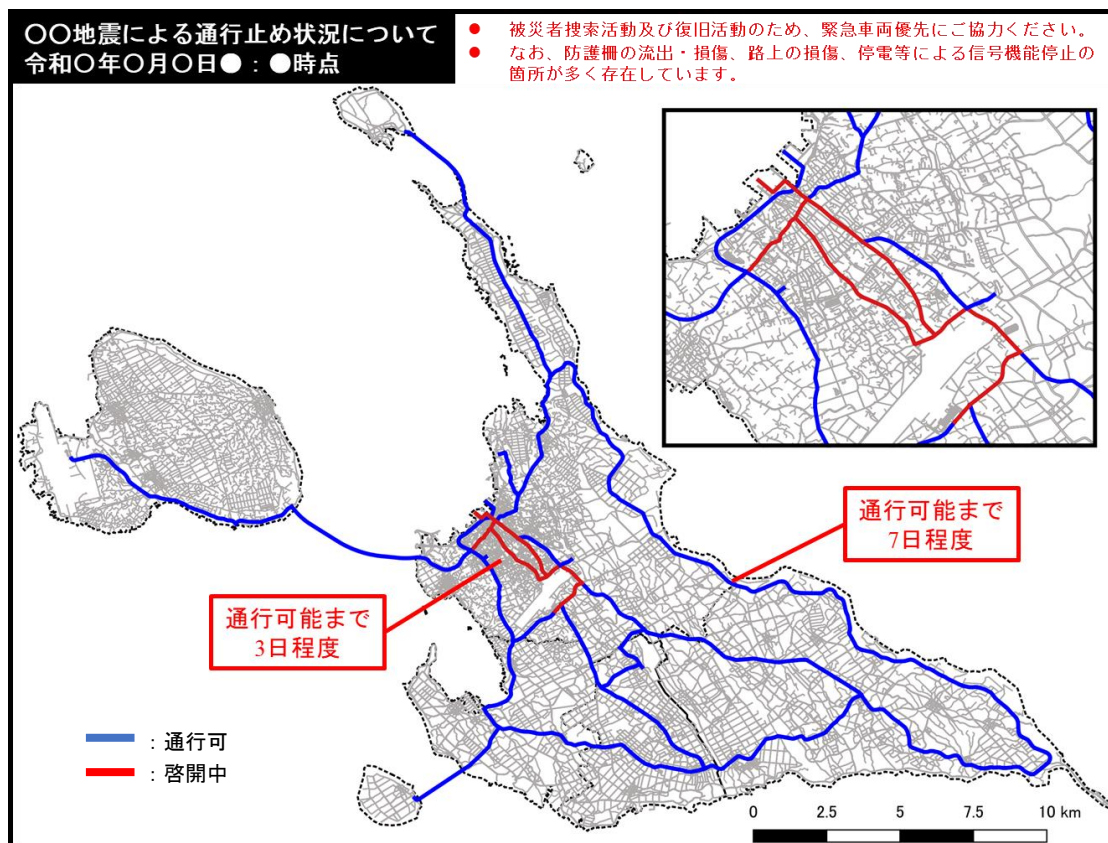 〇〇地震による通行止め状況について
令和〇年〇月〇日●：●時点
● 被災者捜索活動及び復旧活動のため、緊急車両優先にご協力ください。
● なお、防護柵の流出・損傷、路上の損傷、停電等による信号機能停止の
箇所が多く存在しています。
通行可能まで
7日程度
通行可能まで
3日程度
：通行可
：啓開中
0 2.5 5 7.5 10 km